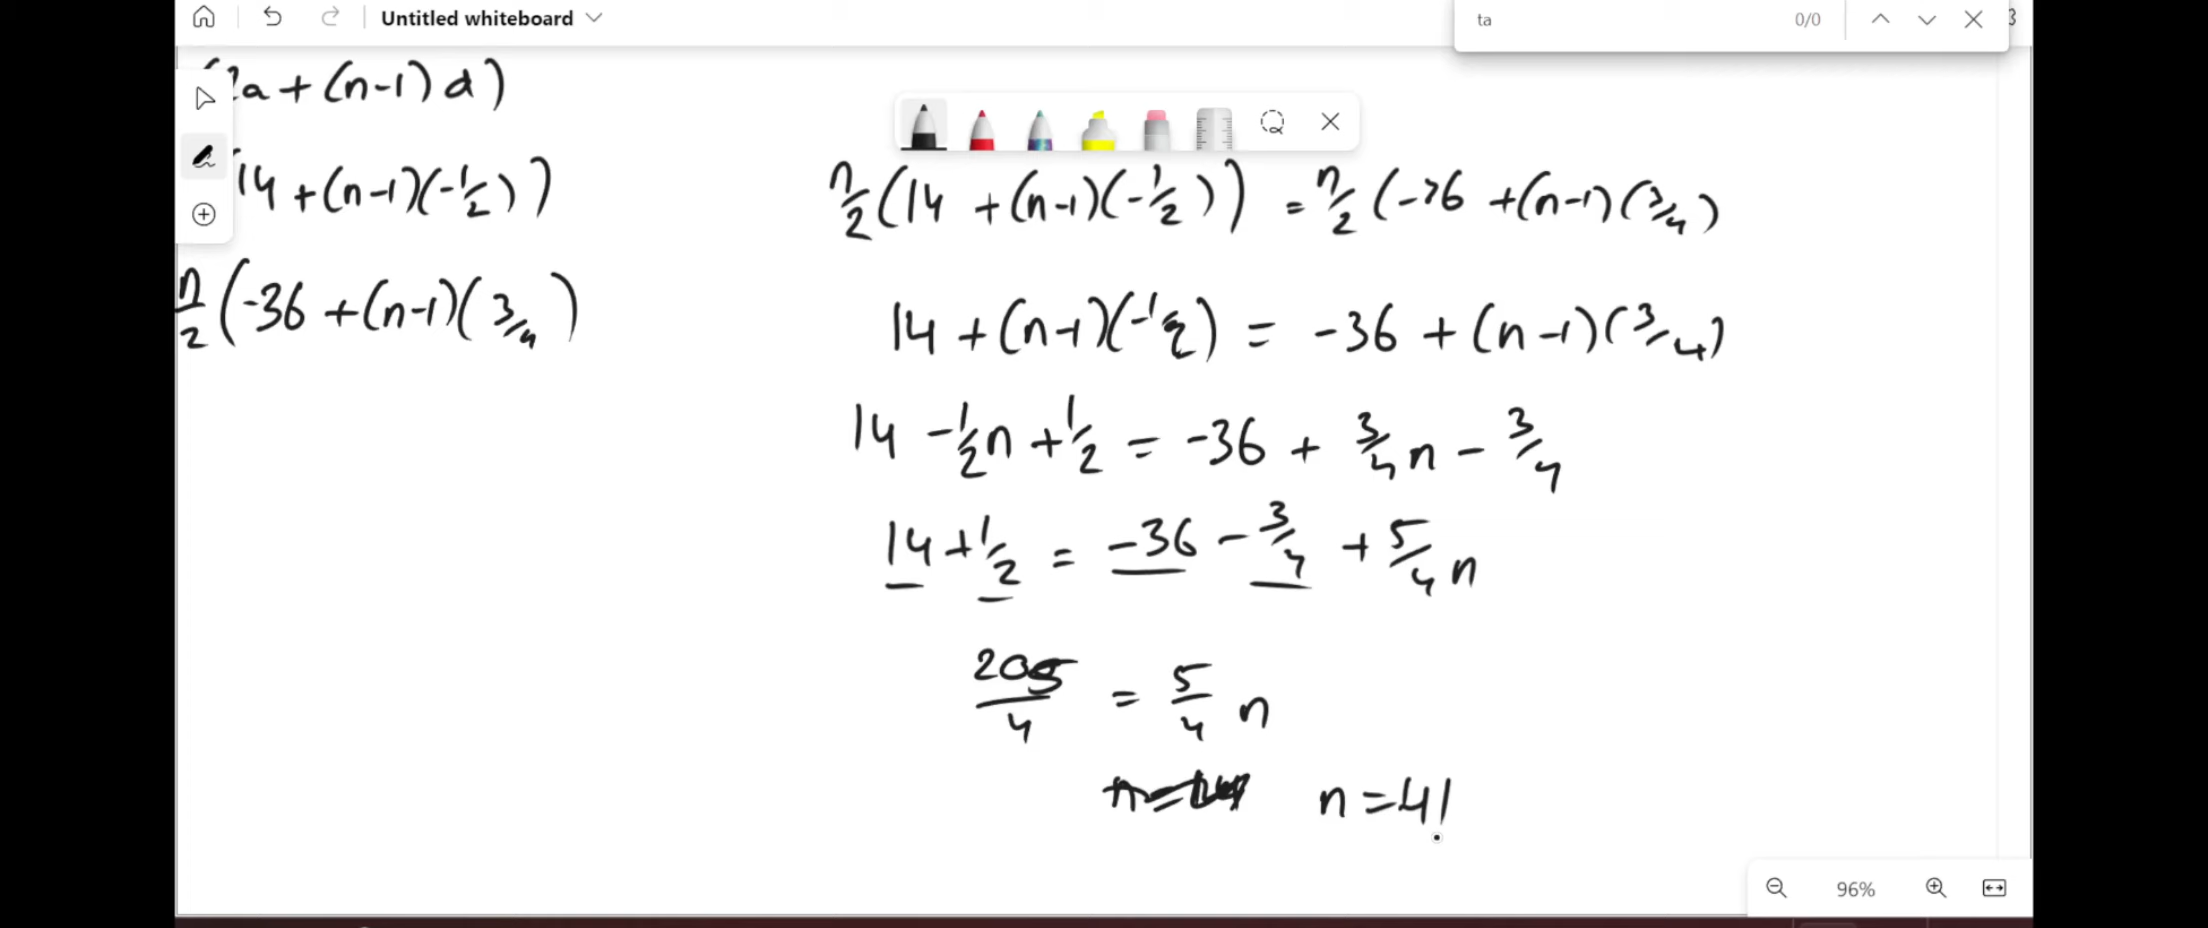 Untitled whiteboard
ta 0/0
2a + (n-1) d)
14 + (n-1)(-1/2))
n/2 (-36 + (n-1)(3/4)
n/2 (14 + (n-1)(-1/2)) = n/2 (-36 + (n-1)(3/4)
14 + (n-1)(-1/2) = -36 + (n-1)(3/4)
14 - 1/2 n + 1/2 = -36 + 3/4 n - 3/4
14 + 1/2 = -36 - 3/4 + 5/4 n
205/4 = 5/4 n
n = 41
96%